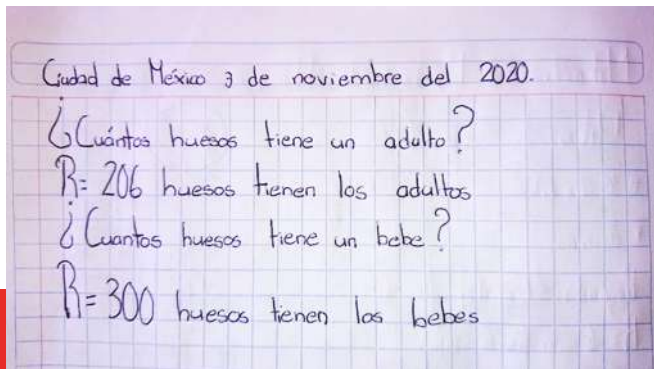 Ciudad de México 3 de noviembre del 2020.
¿Cuántos huesos tiene un adulto?
R= 206 huesos tienen los adultos
¿Cuantos huesos tiene un bebe?
R= 300 huesos tienen los bebes